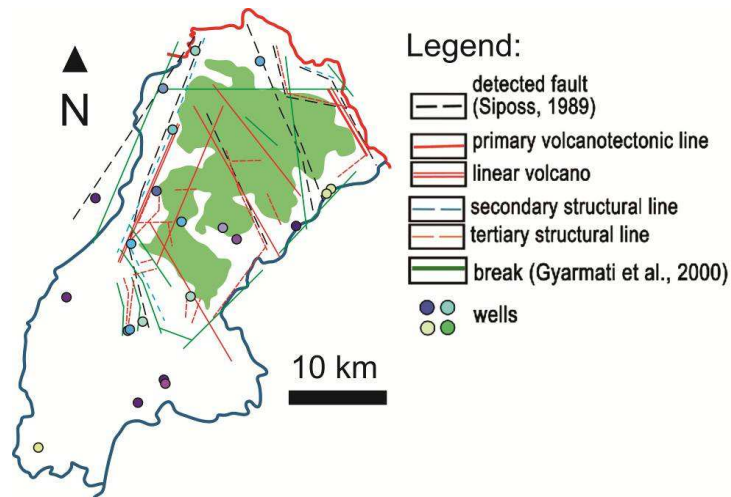 Legend:
N
detected fault
(Siposs, 1989)
primary volcanotectonic line
linear volcano
secondary structural line
tertiary structural line
break (Gyarmati et al., 2000)
wells
10 km